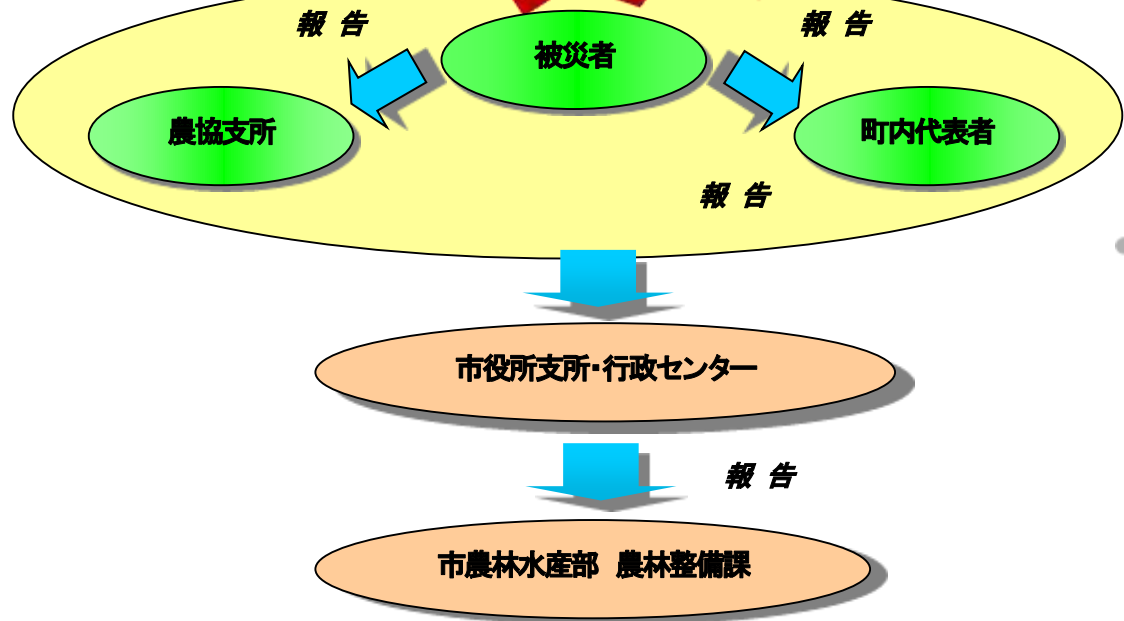 報 告
報 告
被災者
農協支所
町内代表者
報 告
市役所支所・行政センター
報 告
市農林水産部 農林整備課